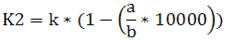 K2 = k * (1 − (a/b * 10000))